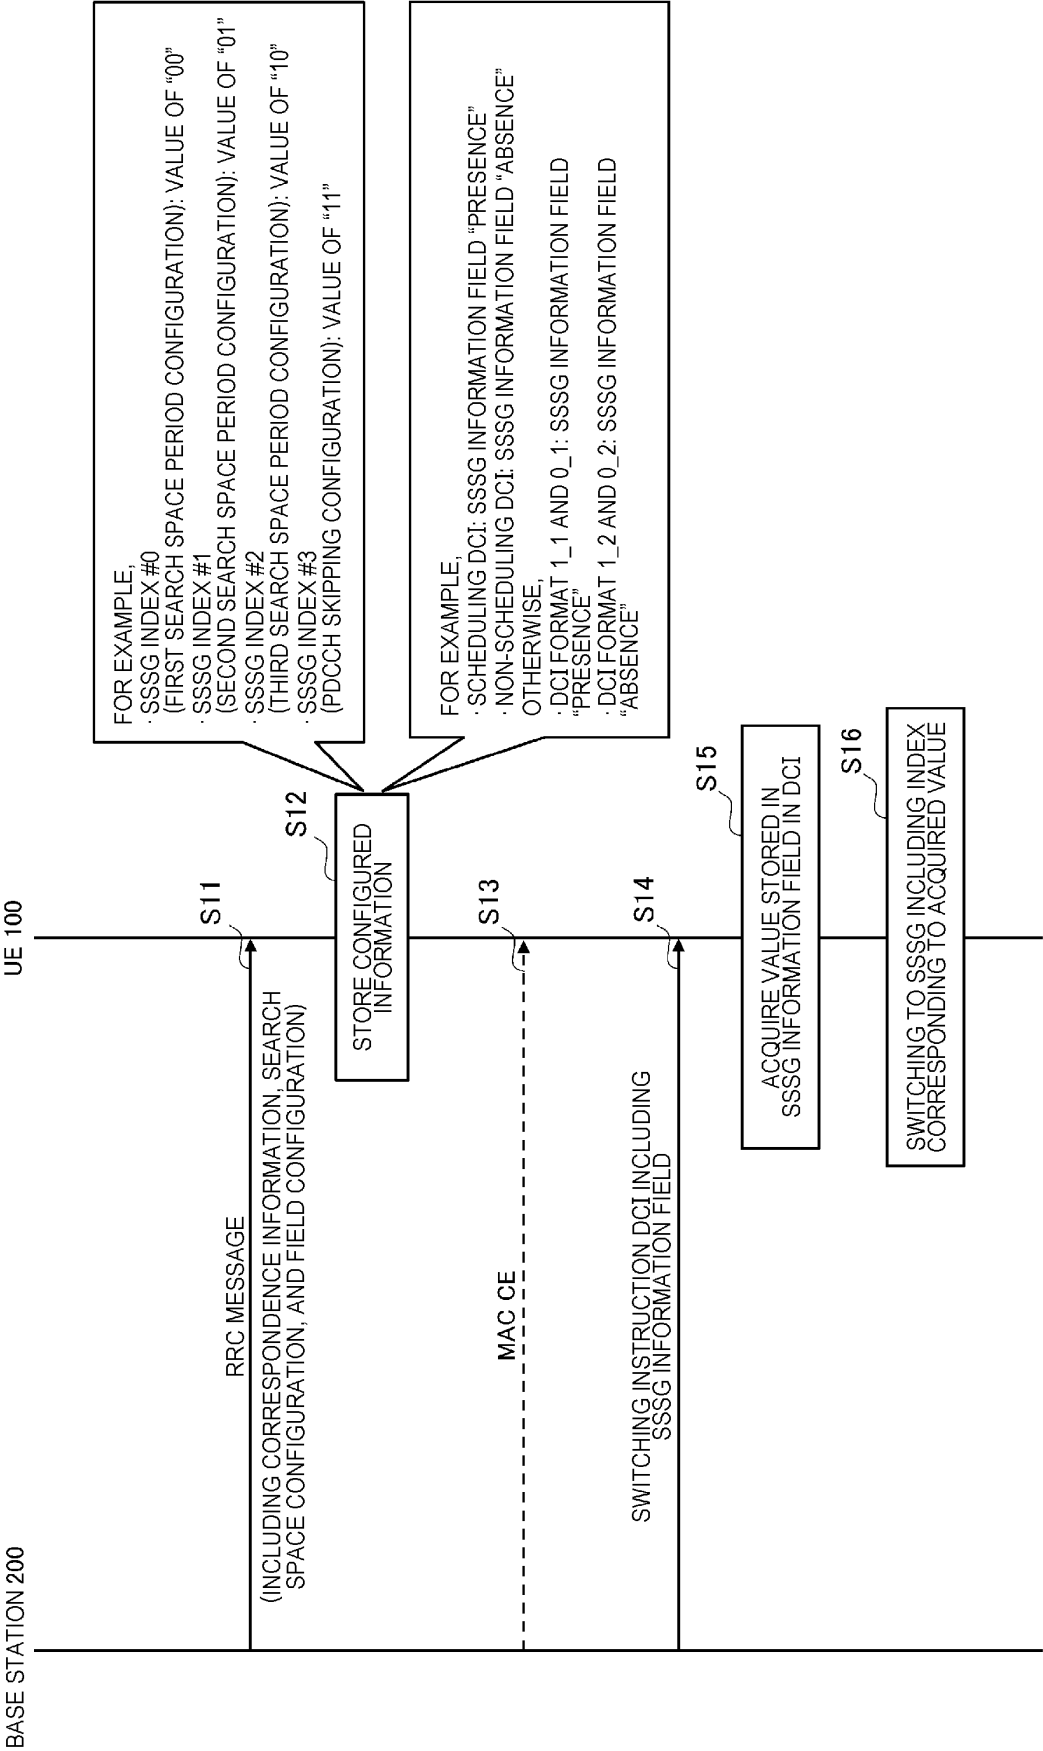 BASE STATION 200
UE 100
RRC MESSAGE
S11
(INCLUDING CORRESPONDENCE INFORMATION, SEARCH
SPACE CONFIGURATION, AND FIELD CONFIGURATION)
S12
STORE CONFIGURED
INFORMATION
FOR EXAMPLE,
· SSSG INDEX #0
(FIRST SEARCH SPACE PERIOD CONFIGURATION): VALUE OF “00”
· SSSG INDEX #1
(SECOND SEARCH SPACE PERIOD CONFIGURATION): VALUE OF “01”
· SSSG INDEX #2
(THIRD SEARCH SPACE PERIOD CONFIGURATION): VALUE OF “10”
· SSSG INDEX #3
(PDCCH SKIPPING CONFIGURATION): VALUE OF “11”
FOR EXAMPLE,
· SCHEDULING DCI: SSSG INFORMATION FIELD “PRESENCE”
· NON-SCHEDULING DCI: SSSG INFORMATION FIELD “ABSENCE”
OTHERWISE,
· DCI FORMAT 1_1 AND 0_1: SSSG INFORMATION FIELD
“PRESENCE”
· DCI FORMAT 1_2 AND 0_2: SSSG INFORMATION FIELD
“ABSENCE”
MAC CE
S13
SWITCHING INSTRUCTION DCI INCLUDING
SSSG INFORMATION FIELD
S14
S15
ACQUIRE VALUE STORED IN
SSSG INFORMATION FIELD IN DCI
S16
SWITCHING TO SSSG INCLUDING INDEX
CORRESPONDING TO ACQUIRED VALUE